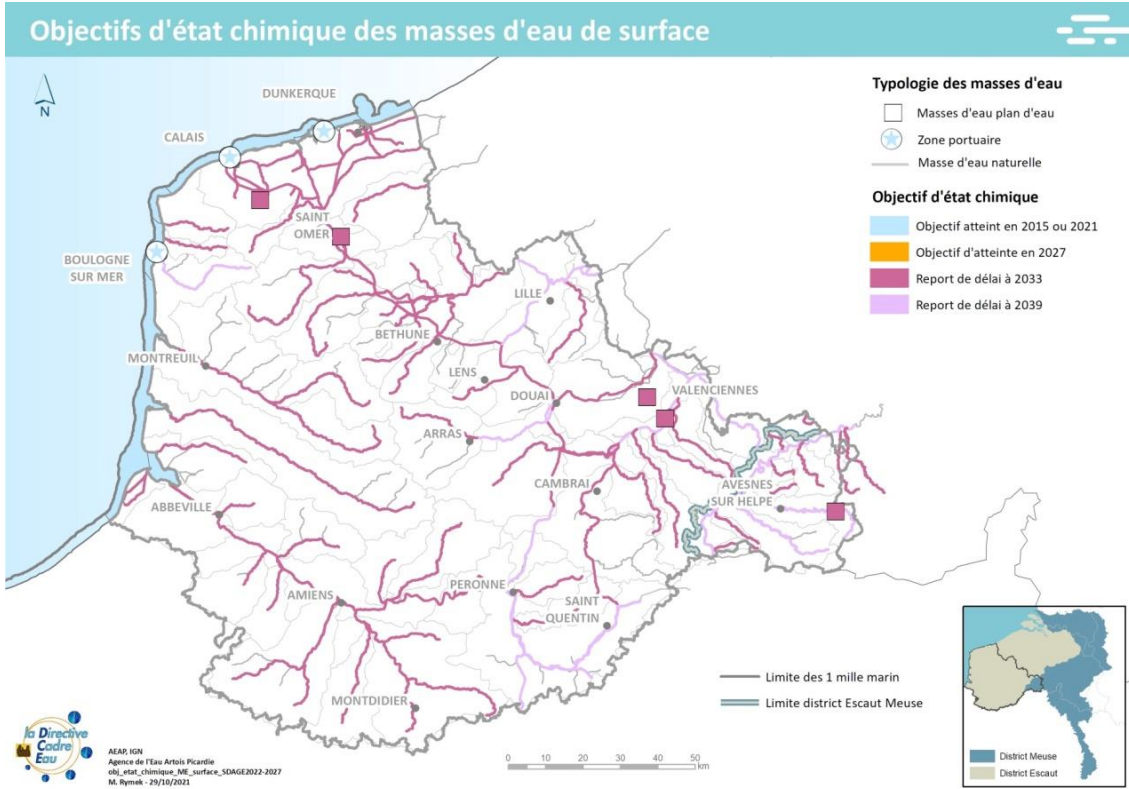 Objectifs d'état chimique des masses d'eau de surface
N
DUNKERQUE
CALAIS
SAINT
OMER
BOULOGNE
SUR MER
LILLE
BETHUNE
MONTREUIL
LENS
DOUAI
VALENCIENNES
ARRAS
CAMBRAI
AVESNES
SUR HELPE
ABBEVILLE
PERONNE
AMIENS
SAINT
QUENTIN
MONTDIDIER
Typologie des masses d'eau
Masses d'eau plan d'eau
Zone portuaire
Masse d'eau naturelle
Objectif d'état chimique
Objectif atteint en 2015 ou 2021
Objectif d'atteinte en 2027
Report de délai à 2033
Report de délai à 2039
Limite des 1 mille marin
Limite district Escaut Meuse
District Meuse
District Escaut
0 10 20 30 40 50
km
la Directive
Cadre
Eau
AEAP, IGN
Agence de l'Eau Artois Picardie
obj_etat_chimique_ME_surface_SDAGE2022-2027
M. Rymek - 29/10/2021